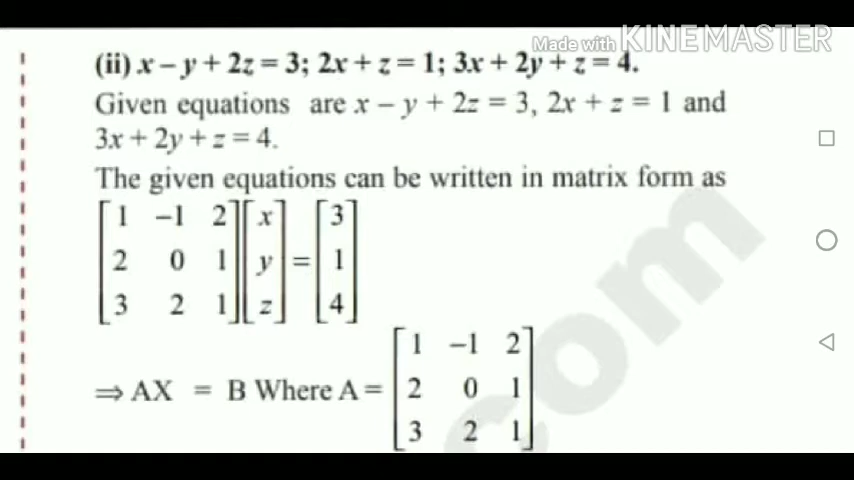 Made with KINEMASTER
(ii) x – y + 2z = 3; 2x + z = 1; 3x + 2y + z = 4.
Given equations are x – y + 2z = 3, 2x + z = 1 and
3x + 2y + z = 4.
The given equations can be written in matrix form as
[1 –1 2] [x] [3]
[2 0 1] [y] = [1]
[3 2 1] [z] [4]
[1 –1 2]
⇒ AX = B Where A = [2 0 1]
[3 2 1]
com